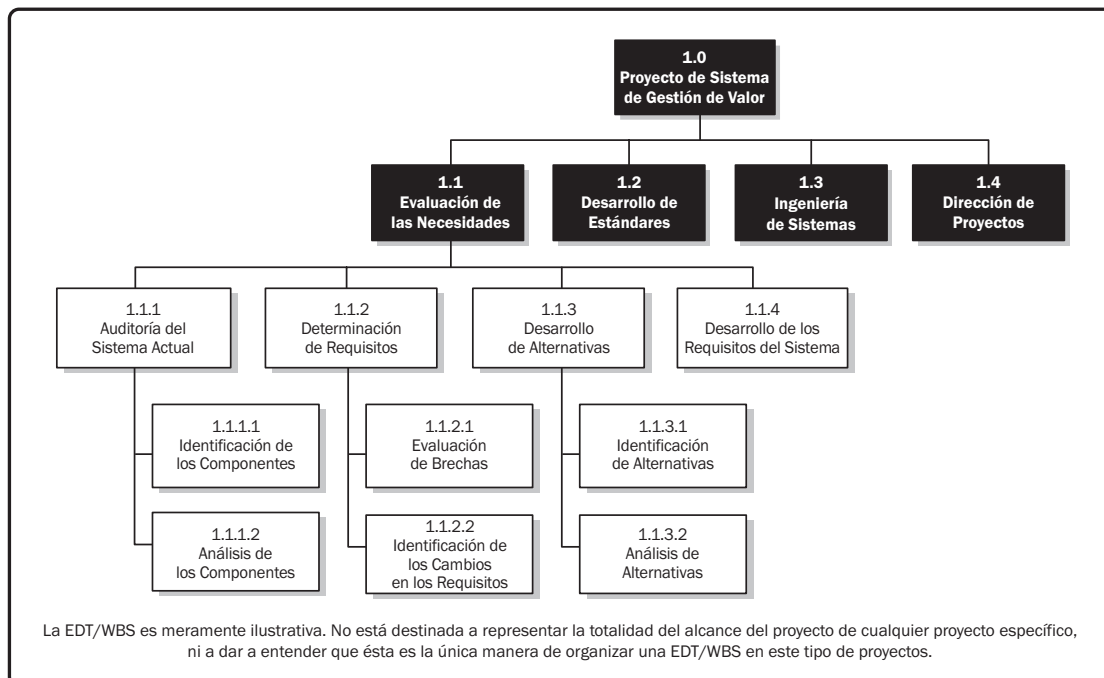 1.0
Proyecto de Sistema
de Gestión de Valor
1.1
Evaluación de
las Necesidades
1.2
Desarrollo de
Estándares
1.3
Ingeniería
de Sistemas
1.4
Dirección de
Proyectos
1.1.1
Auditoría del
Sistema Actual
1.1.2
Determinación
de Requisitos
1.1.3
Desarrollo
de Alternativas
1.1.4
Desarrollo de los
Requisitos del Sistema
1.1.1.1
Identificación de
los Componentes
1.1.2.1
Evaluación
de Brechas
1.1.3.1
Identificación
de Alternativas
1.1.1.2
Análisis de
los Componentes
1.1.2.2
Identificación de
los Cambios
en los Requisitos
1.1.3.2
Análisis de
Alternativas
La EDT/WBS es meramente ilustrativa. No está destinada a representar la totalidad del alcance del proyecto de cualquier proyecto específico,
ni a dar a entender que ésta es la única manera de organizar una EDT/WBS en este tipo de proyectos.